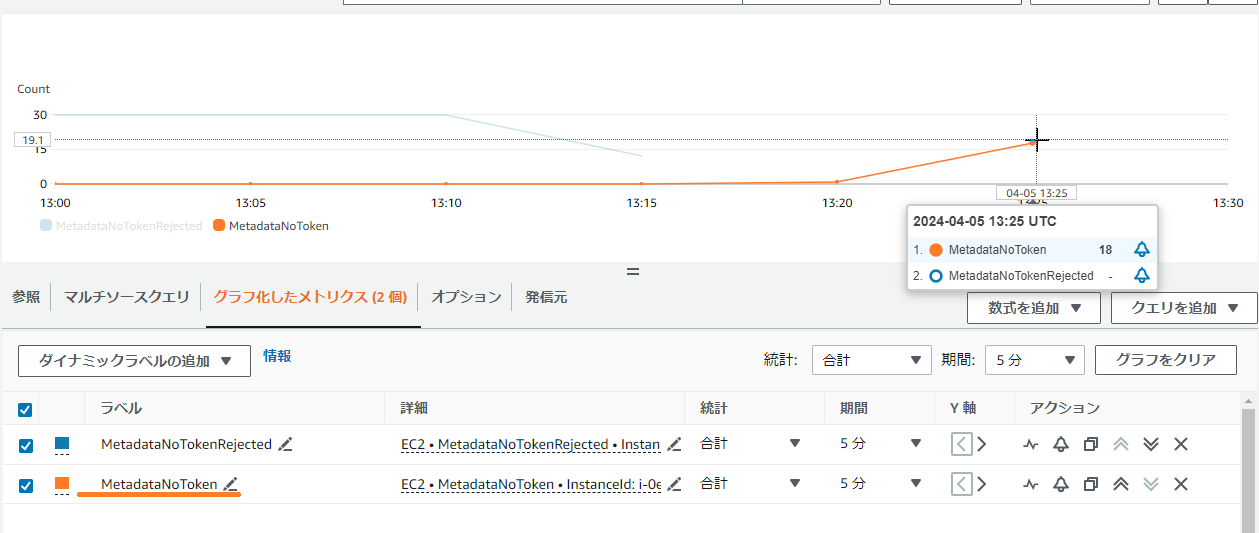 Count
30
19.1
15
0
13:00 13:05 13:10 13:15 13:20 13:25 13:30
04-05 13:25
MetadataNoTokenRejected MetadataNoToken
2024-04-05 13:25 UTC
1. MetadataNoToken 18
2. MetadataNoTokenRejected -
参照 マルチソースクエリ グラフ化したメトリクス (2 個) オプション 発信元
数式を追加 クエリを追加
ダイナミックラベルの追加 情報 統計: 合計 期間: 5 分 グラフをクリア
ラベル 詳細 統計 期間 Y 軸 アクション
MetadataNoTokenRejected EC2 • MetadataNoTokenRejected • Instan 合計 5 分
MetadataNoToken EC2 • MetadataNoToken • InstanceId: i-0e 合計 5 分